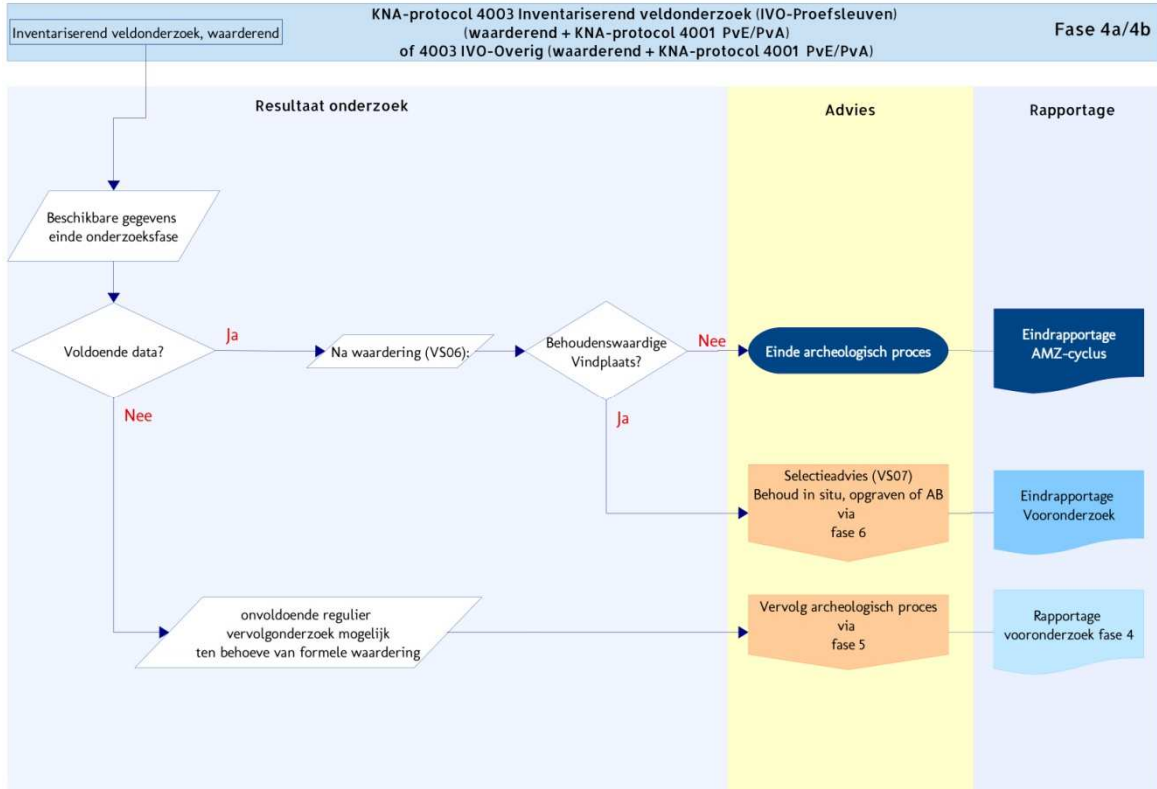 Inventariserend veldonderzoek, waarderend
KNA-protocol 4003 Inventariserend veldonderzoek (IVO-Proefsleuven)
(waarderend + KNA-protocol 4001 PvE/PvA)
of 4003 IVO-Overig (waarderend + KNA-protocol 4001 PvE/PvA)
Fase 4a/4b
Resultaat onderzoek
Advies
Rapportage
Beschikbare gegevens
einde onderzoeksfase
Voldoende data?
Ja
Na waardering (VS06):
Behoudenswaardige
Vindplaats?
Nee
Einde archeologisch proces
Eindrapportage
AMZ-cyclus
Nee
Ja
Selectieadvies (VS07)
Behoud in situ, opgraven of AB
via
fase 6
Eindrapportage
Vooronderzoek
onvoldoende regulier
vervolgonderzoek mogelijk
ten behoeve van formele waardering
Vervolg archeologisch proces
via
fase 5
Rapportage
vooronderzoek fase 4